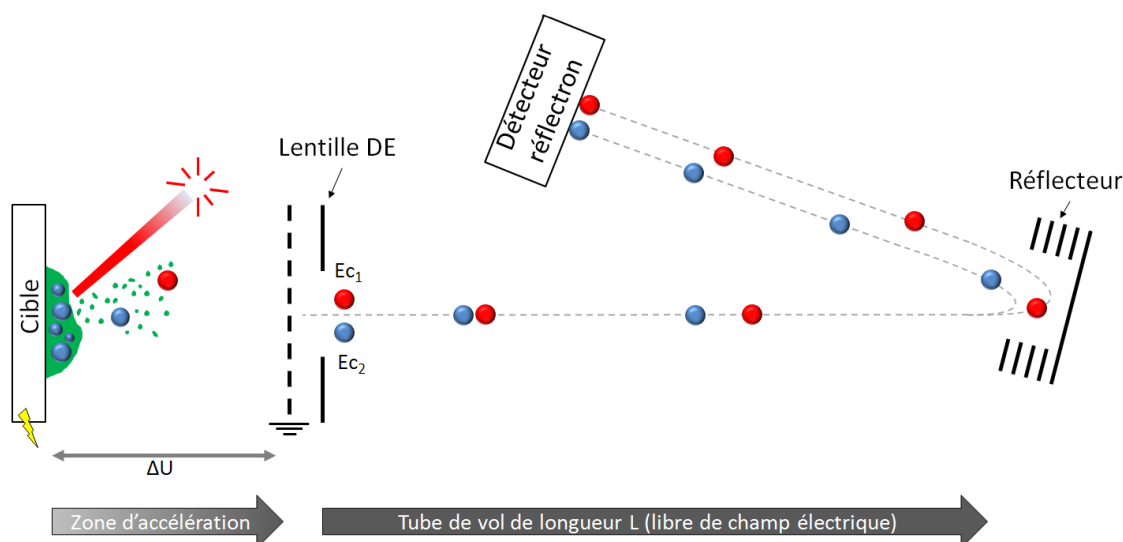 Détecteur
réflectron
Lentille DE
Réflecteur
Cible
Ec₁
Ec₂
ΔU
Zone d'accélération
Tube de vol de longueur L (libre de champ électrique)